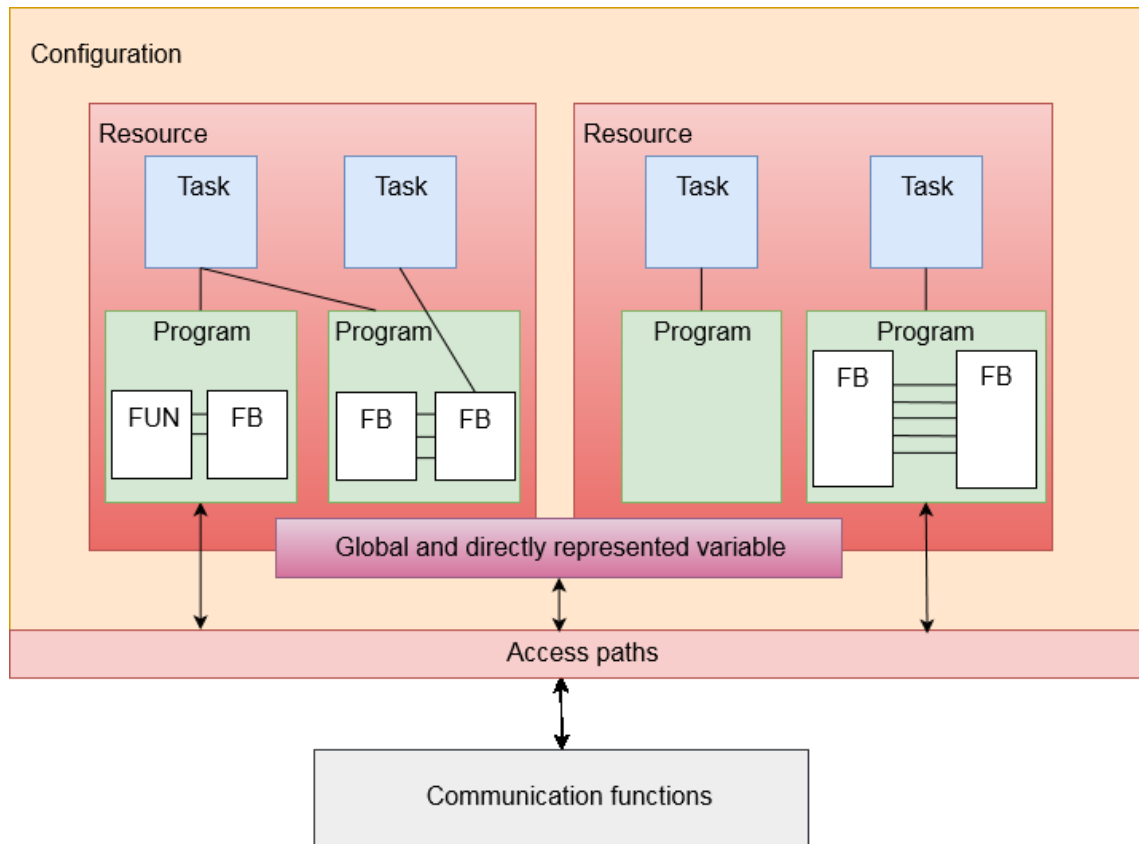 Configuration
Resource
Resource
Task
Task
Task
Task
Program
Program
Program
Program
FUN
FB
FB
FB
FB
FB
Global and directly represented variable
Access paths
Communication functions